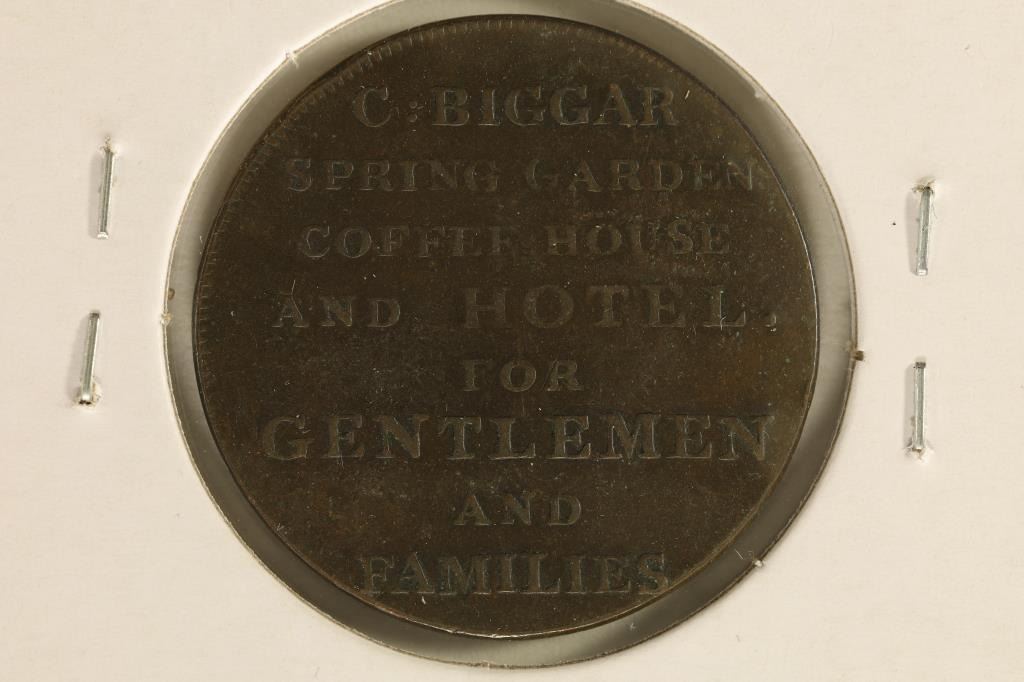 C : BIGGAR
SPRING GARDEN
COFFEE HOUSE
AND HOTEL.
FOR
GENTLEMEN
AND
FAMILIES